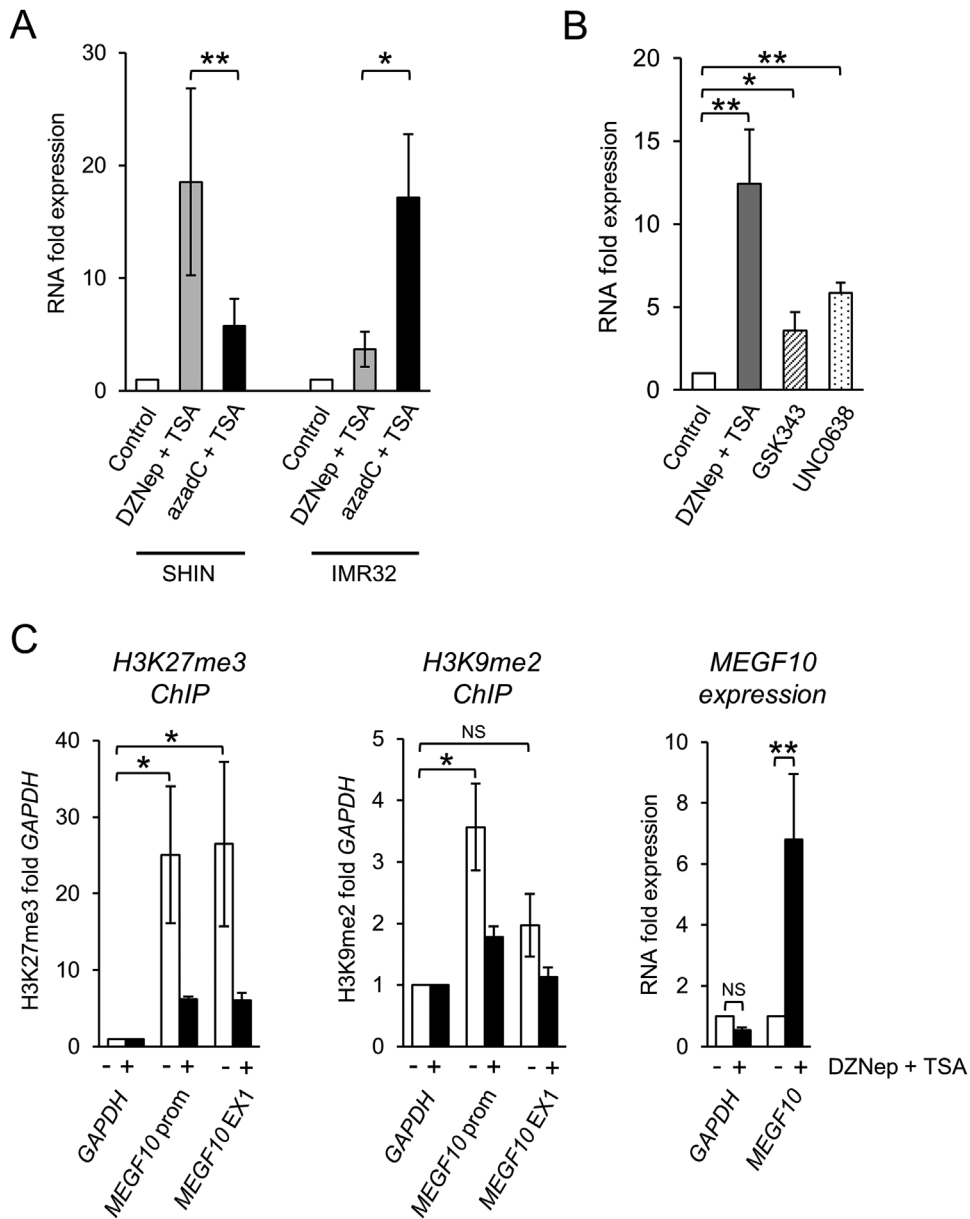 A
RNA fold expression
30
20
10
0
**
*
Control
DZNep + TSA
azadC + TSA
Control
DZNep + TSA
azadC + TSA
SHIN
IMR32
B
RNA fold expression
20
15
10
5
0
**
*
**
Control
DZNep + TSA
GSK343
UNC0638
C
H3K27me3
ChIP
H3K27me3 fold GAPDH
40
30
20
10
0
*
*
- + - + - +
GAPDH
MEGF10 prom
MEGF10 EX1
H3K9me2
ChIP
H3K9me2 fold GAPDH
5
4
3
2
1
0
NS
*
- + - + - +
GAPDH
MEGF10 prom
MEGF10 EX1
MEGF10
expression
RNA fold expression
10
8
6
4
2
0
**
NS
- + - + DZNep + TSA
GAPDH
MEGF10